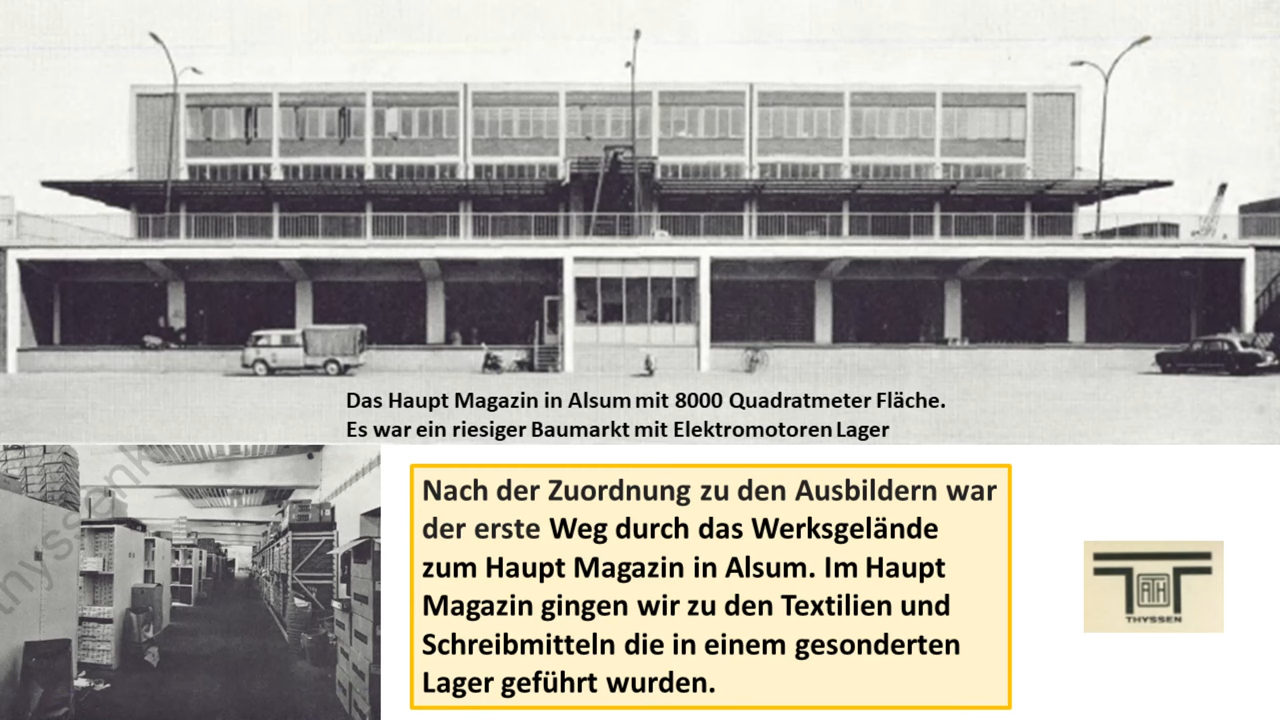 Das Haupt Magazin in Alsum mit 8000 Quadratmeter Fläche.
Es war ein riesiger Baumarkt mit Elektromotoren Lager
Nach der Zuordnung zu den Ausbildern war
der erste Weg durch das Werksgelände
zum Haupt Magazin in Alsum. Im Haupt
Magazin gingen wir zu den Textilien und
Schreibmitteln die in einem gesonderten
Lager geführt wurden.
ATH
THYSSEN